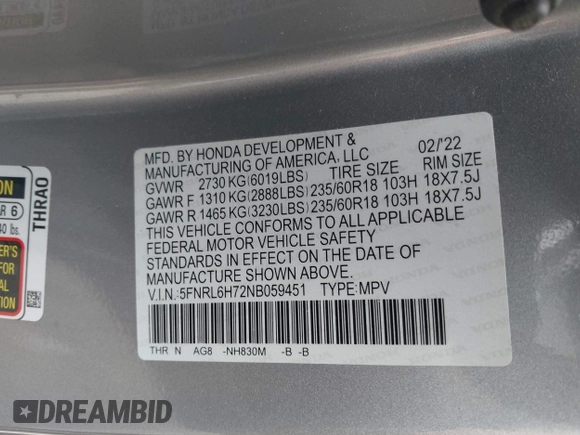 MFD. BY HONDA DEVELOPMENT &
MANUFACTURING OF AMERICA, LLC 02/'22
GVWR 2730 KG(6019LBS) TIRE SIZE RIM SIZE
GAWR F 1310 KG(2888LBS) 235/60R18 103H 18X7.5J
GAWR R 1465 KG(3230LBS) 235/60R18 103H 18X7.5J
THIS VEHICLE CONFORMS TO ALL APPLICABLE
FEDERAL MOTOR VEHICLE SAFETY
STANDARDS IN EFFECT ON THE DATE OF
MANUFACTURE SHOWN ABOVE.
V.I.N.:5FNRL6H72NB059451 TYPE:MPV
THR N AG8 -NH830M -B -B
THRAO
R 6
lbs.
DREAMBID